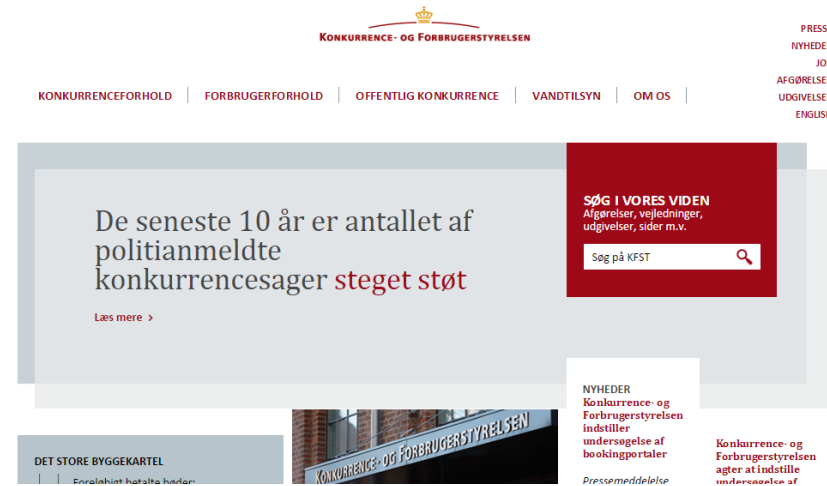 KONKURRENCE- OG FORBRUGERSTYRELSEN
KONKURRENCEFORHOLD
FORBRUGERFORHOLD
OFFENTLIG KONKURRENCE
VANDTILSYN
OM OS
PRESS
NYHEDE
JO
AFGØRELSE
UDGIVELSE
ENGLIS
De seneste 10 år er antallet af
politianmeldte
konkurrencesager steget støt
Læs mere
SØG I VORES VIDEN
Afgørelser, vejledninger,
udgivelser, sider m.v.
Søg på KFST
DET STORE BYGGEKARTEL
Foreløbigt betalte bøder:
KONKURRENCE- OG FORBRUGERSTYRELSEN
NYHEDER
Konkurrence- og
Forbrugerstyrelsen
indstiller
undersøgelse af
bookingportaler
Pressemeddelelse
Konkurrence- og
Forbrugerstyrelsen
agter at indstille
undersøgelse af